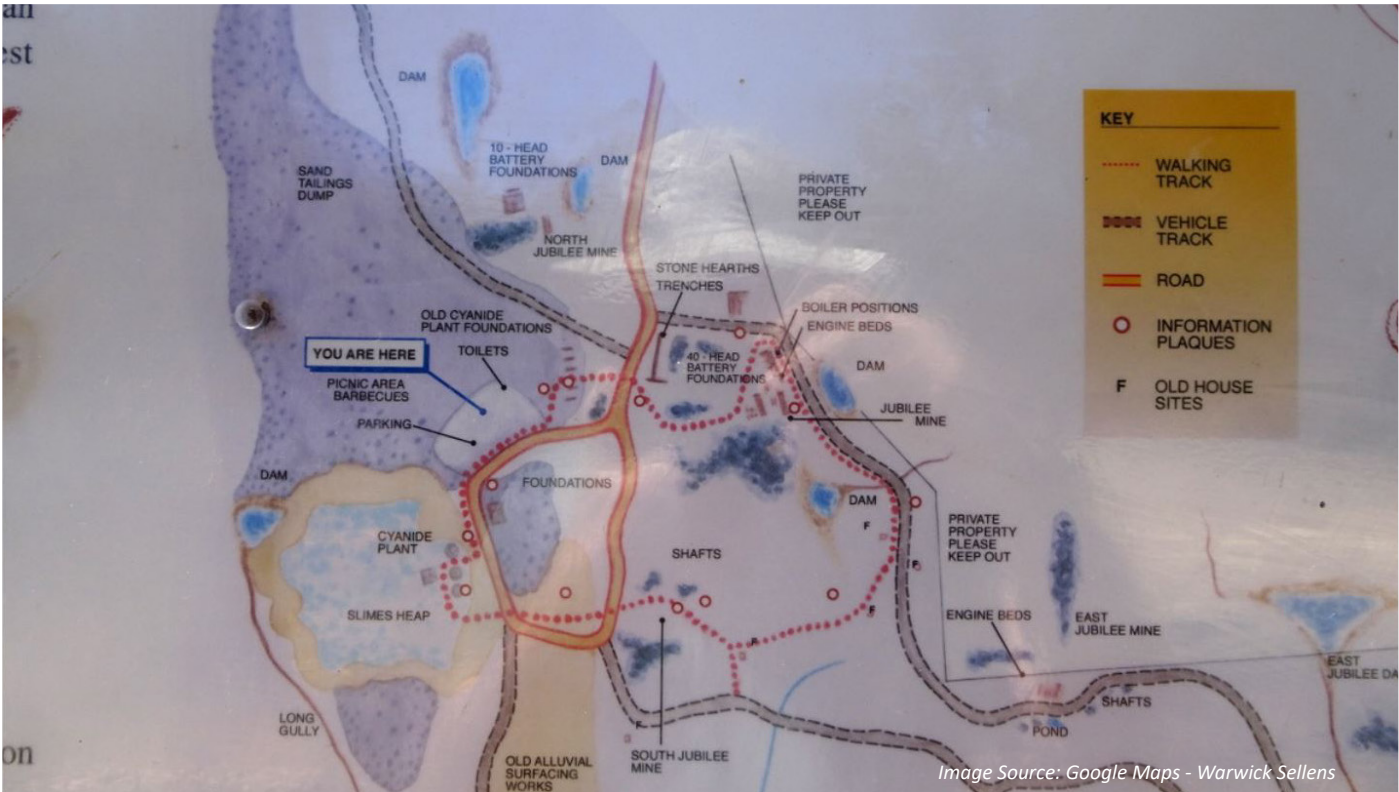 an
est
DAM
10 - HEAD
BATTERY
FOUNDATIONS
DAM
SAND
TAILINGS
DUMP
PRIVATE
PROPERTY
PLEASE
KEEP OUT
NORTH
JUBILEE MINE
STONE HEARTHS
TRENCHES
BOILER POSITIONS
ENGINE BEDS
OLD CYANIDE
PLANT FOUNDATIONS
TOILETS
YOU ARE HERE
PICNIC AREA
BARBECUES
PARKING
40 - HEAD
BATTERY
FOUNDATIONS
DAM
JUBILEE
MINE
KEY
WALKING
TRACK
VEHICLE
TRACK
ROAD
INFORMATION
PLAQUES
F OLD HOUSE
SITES
DAM
FOUNDATIONS
DAM
F
CYANIDE
PLANT
SHAFTS
PRIVATE
PROPERTY
PLEASE
KEEP OUT
F
SLIMES HEAP
F
ENGINE BEDS
EAST
JUBILEE MINE
F
EAST
JUBILEE DA
LONG
GULLY
F
SHAFTS
POND
on
OLD ALLUVIAL
SURFACING
WORKS
SOUTH JUBILEE
MINE
Image Source: Google Maps - Warwick Sellens